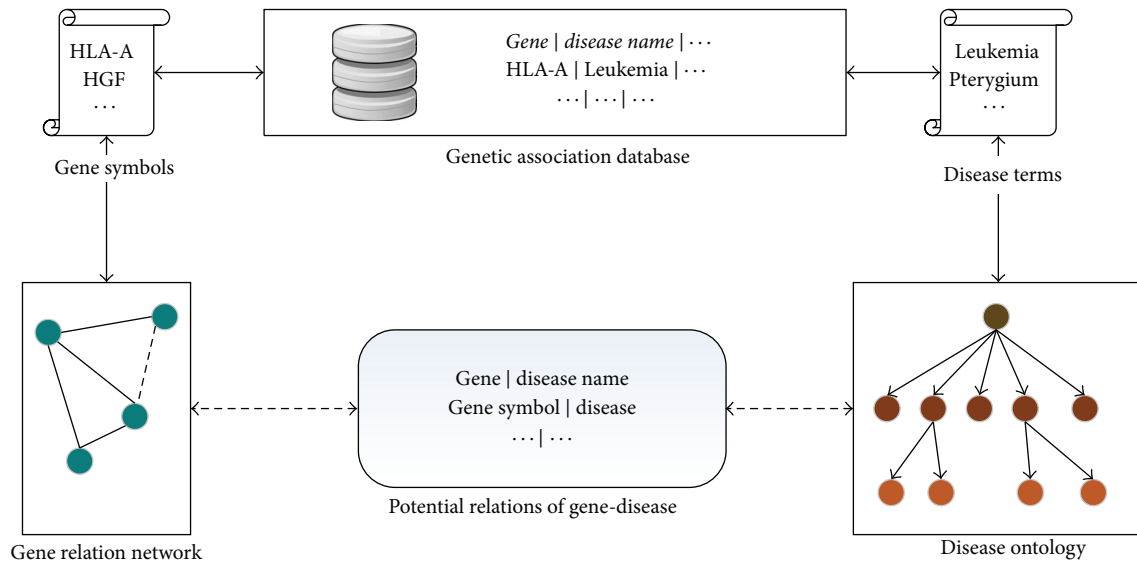 HLA-A
HGF
· · ·
Gene symbols
Gene | disease name | · · ·
HLA-A | Leukemia | · · ·
· · · | · · · | · · ·
Genetic association database
Leukemia
Pterygium
· · ·
Disease terms
Gene relation network
Gene | disease name
Gene symbol | disease
· · · | · · ·
Potential relations of gene-disease
Disease ontology